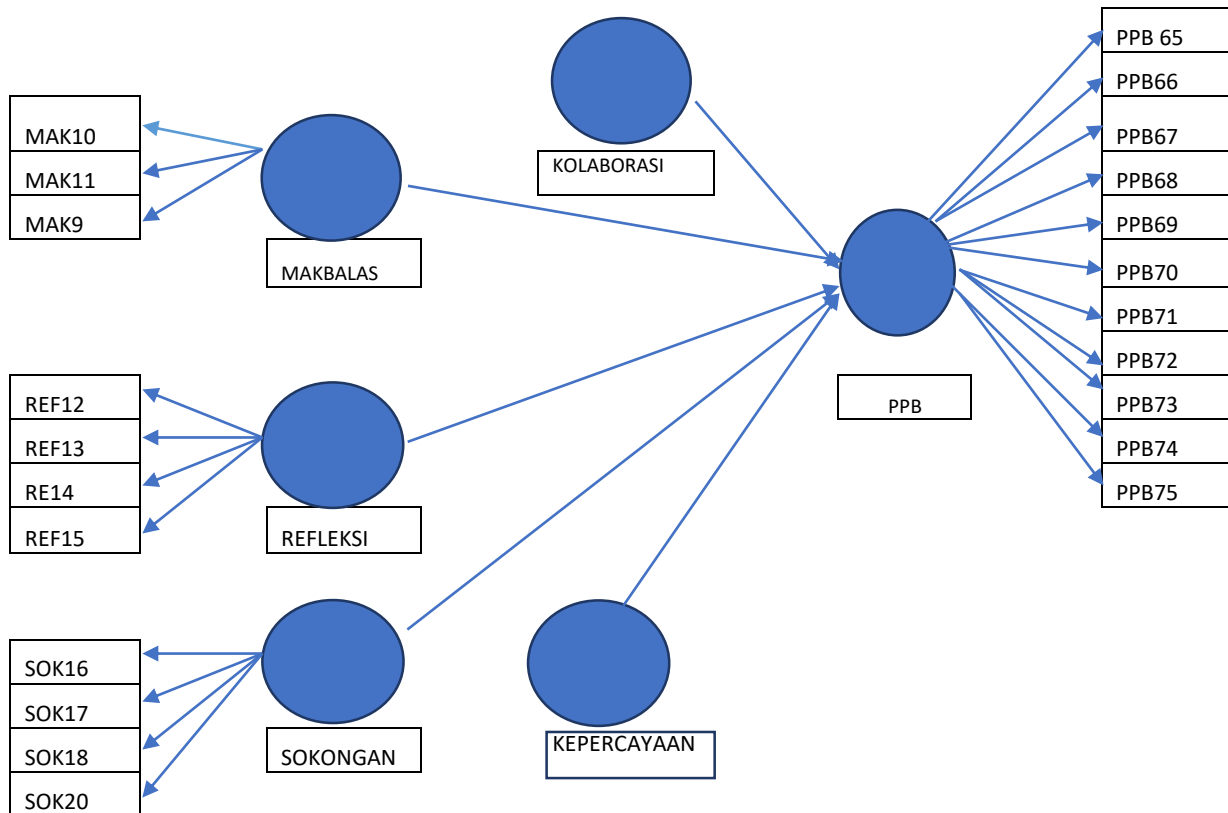 MAK10
MAK11
MAK9
MAKBALAS
KOLABORASI
REF12
REF13
RE14
REF15
REFLEKSI
SOK16
SOK17
SOK18
SOK20
SOKONGAN
KEPERCAYAAN
PPB
PPB 65
PPB66
PPB67
PPB68
PPB69
PPB70
PPB71
PPB72
PPB73
PPB74
PPB75